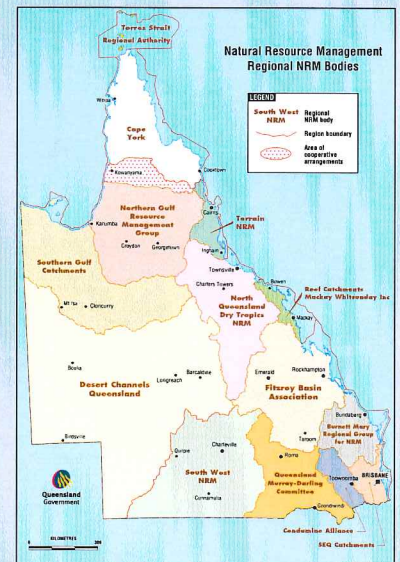 Torres Strait
Regional Authority
Natural Resource Management
Regional NRM Bodies
LEGEND
South West
NRM
Regional
NRM body
Region boundary
Area of
cooperative
arrangements
Weipa
Cape
York
Kowanyama
Cooktown
Northern Gulf
Resource
Management
Group
Cairns
Terrain
NRM
Karumba
Croydon
Georgetown
Ingham
Southern Gulf
Catchments
Townsville
Charters Towers
Bowen
Reef Catchments
Mackay Whitsunday Inc
Mt Isa
Cloncurry
North
Queensland
Dry Tropics
NRM
Mackay
Boulia
Desert Channels
Queensland
Longreach
Barcaldine
Emerald
Rockhampton
Fitzroy Basin
Association
Bundaberg
Burnett Mary
Regional Group
for NRM
Birdsville
Taroom
Charleville
Quilpie
Roma
South West
NRM
Queensland
Murray-Darling
Committee
Toowoomba
BRISBANE
Cunnamulla
Goondiwindi
Queensland
Government
Condamine Alliance
SEQ Catchments
KILOMETRES
0